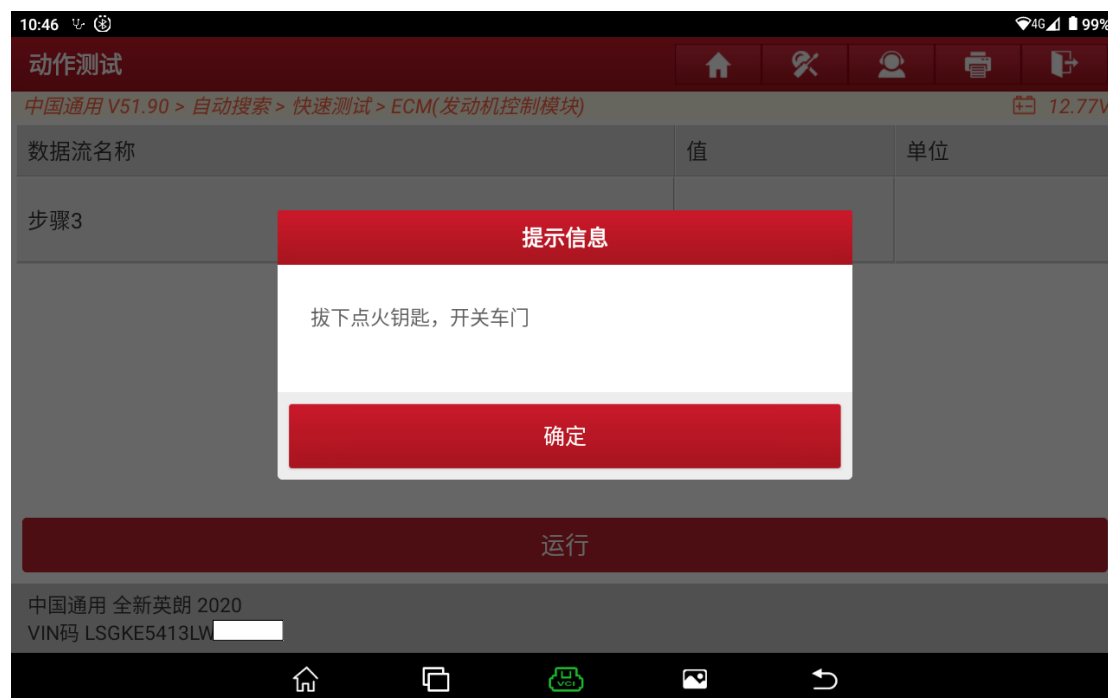 10:46
4G
99%
动作测试
中国通用 V51.90 > 自动搜索 > 快速测试 > ECM(发动机控制模块)
12.77V
数据流名称 值 单位
步骤3
提示信息
拔下点火钥匙，开关车门
确定
运行
中国通用 全新英朗 2020
VIN码 LSGKE5413LW
VCI